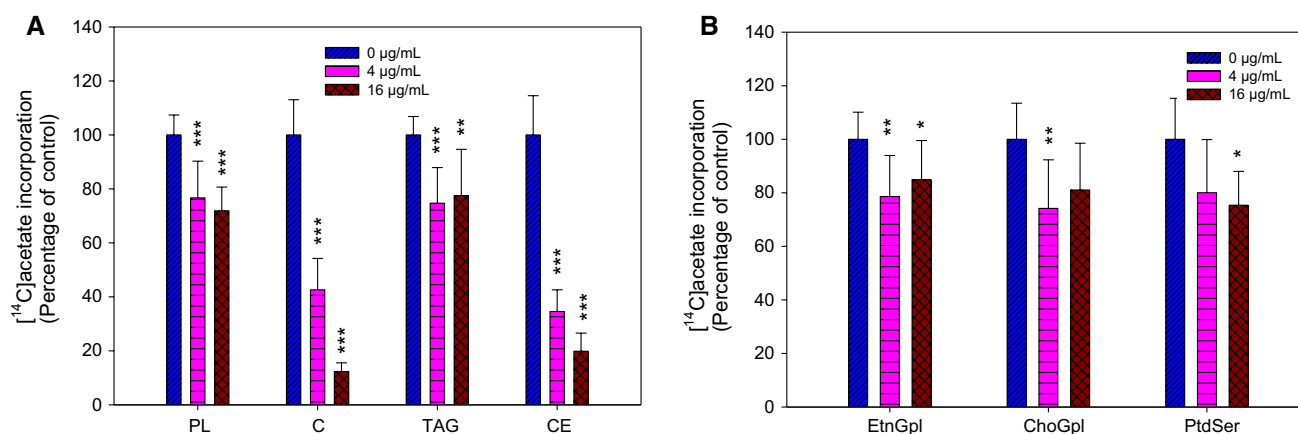 A
[¹⁴C]acetate incorporation
(Percentage of control)
140
120
100
80
60
40
20
0
0 µg/mL
4 µg/mL
16 µg/mL
***
***
***
***
***
**
***
***
PL C TAG CE
B
[¹⁴C]acetate incorporation
(Percentage of control)
140
120
100
80
60
40
20
0
0 µg/mL
4 µg/mL
16 µg/mL
**
*
**
*
EtnGpl ChoGpl PtdSer